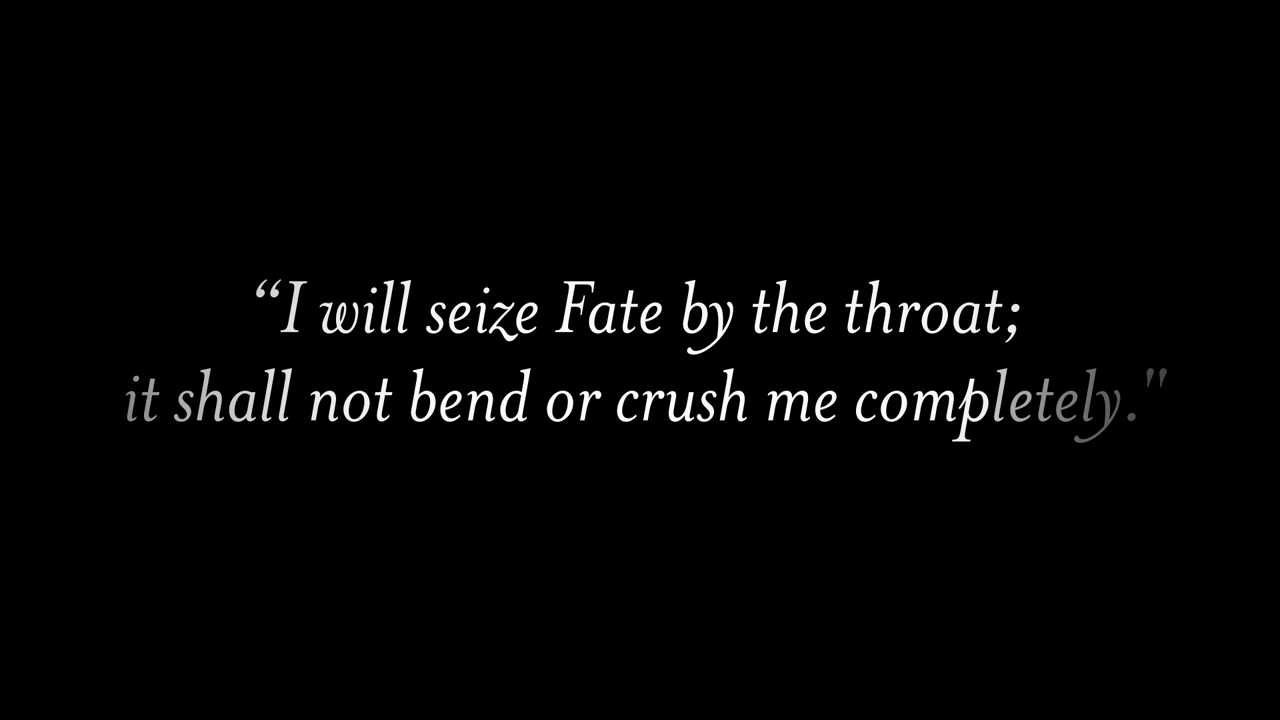 “I will seize Fate by the throat;
it shall not bend or crush me completely."